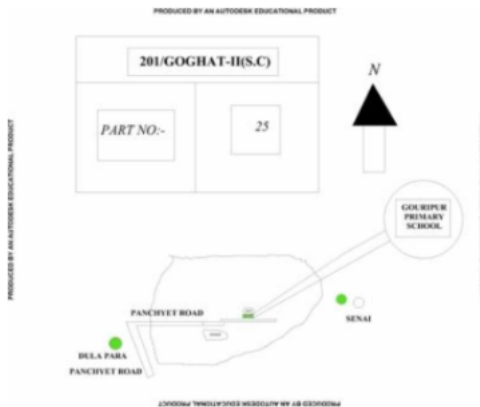 PRODUCED BY AN AUTODESK EDUCATIONAL PRODUCT
201/GOGHAT-II(S.C)
PART NO:-
25
N
GOURIPUR
PRIMARY
SCHOOL
PANCHYET ROAD
SENAI
DULA PARA
PANCHYET ROAD
PRODUCED BY AN AUTODESK EDUCATIONAL PRODUCT
PRODUCED BY AN AUTODESK EDUCATIONAL PRODUCT